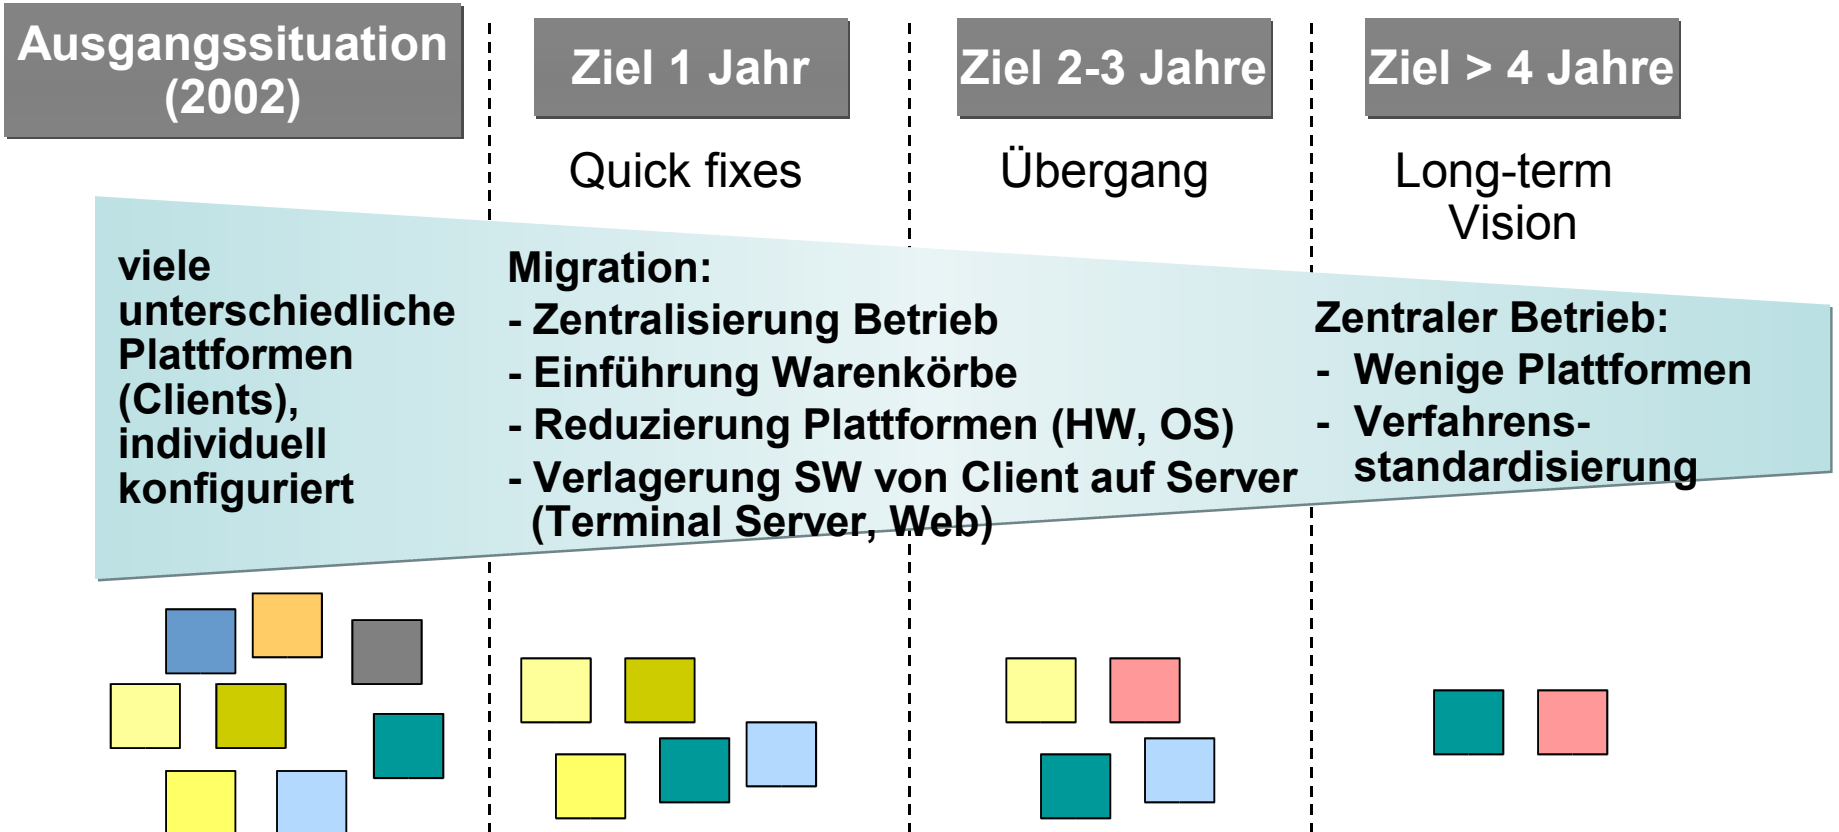 Ausgangssituation
(2002)
Ziel 1 Jahr
Ziel 2-3 Jahre
Ziel > 4 Jahre
Quick fixes
Übergang
Long-term
Vision
viele
unterschiedliche
Plattformen
(Clients),
individuell
konfiguriert
Migration:
- Zentralisierung Betrieb
- Einführung Warenkörbe
- Reduzierung Plattformen (HW, OS)
- Verlagerung SW von Client auf Server
(Terminal Server, Web)
Zentraler Betrieb:
- Wenige Plattformen
- Verfahrens-
standardisierung